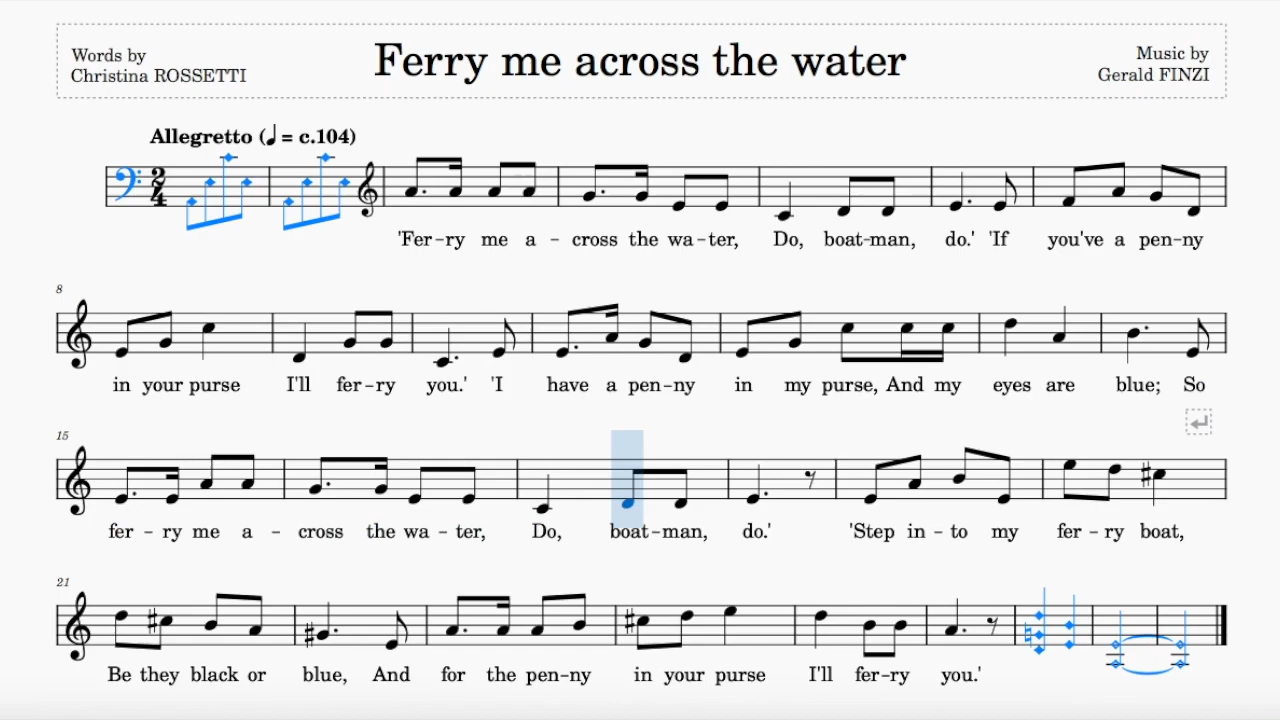 Words by
Christina ROSSETTI
Ferry me across the water
Music by
Gerald FINZI
Allegretto (♩ = c.104)
2
4
'Fer-ry me a - cross the wa-ter, Do, boat-man, do.' 'If you've a pen-ny
8
in your purse I'll fer-ry you.' 'I have a pen-ny in my purse, And my eyes are blue; So
15
fer - ry me a - cross the wa - ter, Do, boat-man, do.' 'Step in - to my fer - ry boat,
21
Be they black or blue, And for the pen-ny in your purse I'll fer-ry you.'